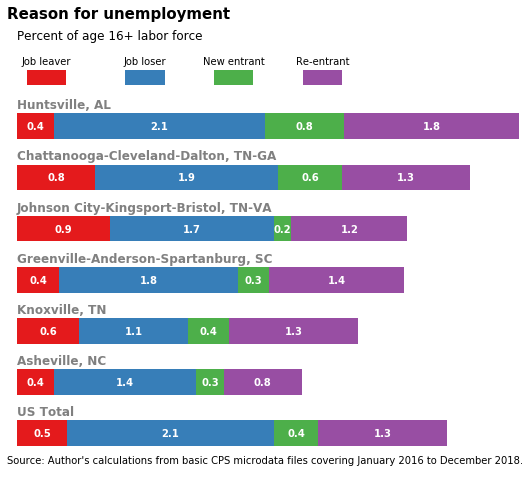 Reason for unemployment
Percent of age 16+ labor force
Job leaver Job loser New entrant Re-entrant
Huntsville, AL
0.4 2.1 0.8 1.8
Chattanooga-Cleveland-Dalton, TN-GA
0.8 1.9 0.6 1.3
Johnson City-Kingsport-Bristol, TN-VA
0.9 1.7 0.2 1.2
Greenville-Anderson-Spartanburg, SC
0.4 1.8 0.3 1.4
Knoxville, TN
0.6 1.1 0.4 1.3
Asheville, NC
0.4 1.4 0.3 0.8
US Total
0.5 2.1 0.4 1.3
Source: Author's calculations from basic CPS microdata files covering January 2016 to December 2018.